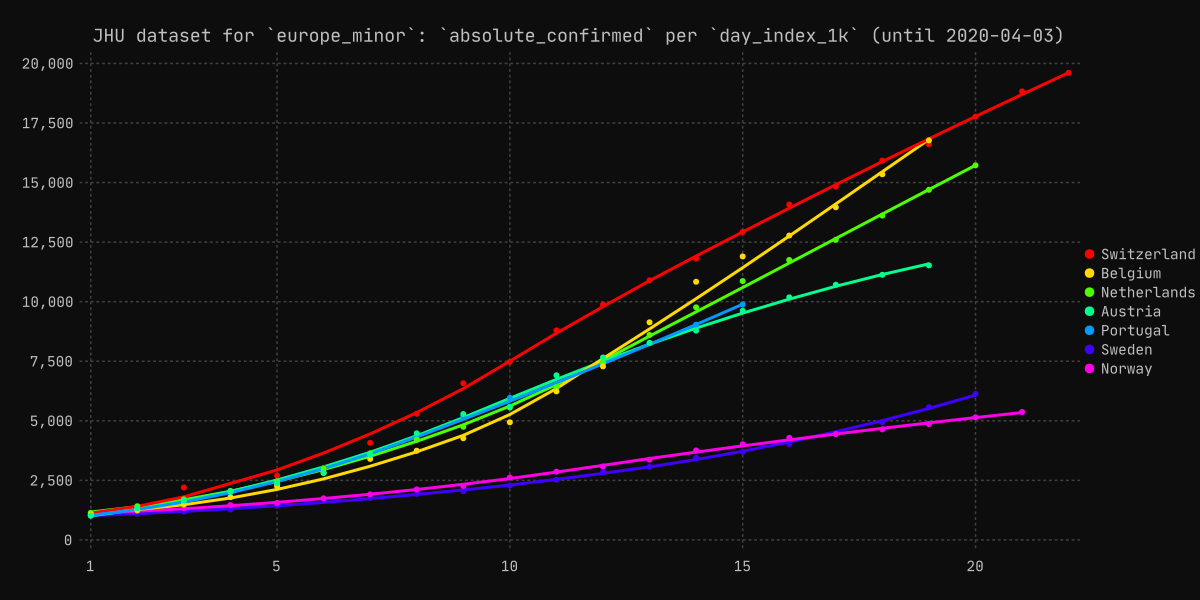 JHU dataset for `europe_minor`: `absolute_confirmed` per `day_index_1k` (until 2020-04-03)
20,000
17,500
15,000
12,500
10,000
7,500
5,000
2,500
0
1 5 10 15 20
Switzerland
Belgium
Netherlands
Austria
Portugal
Sweden
Norway